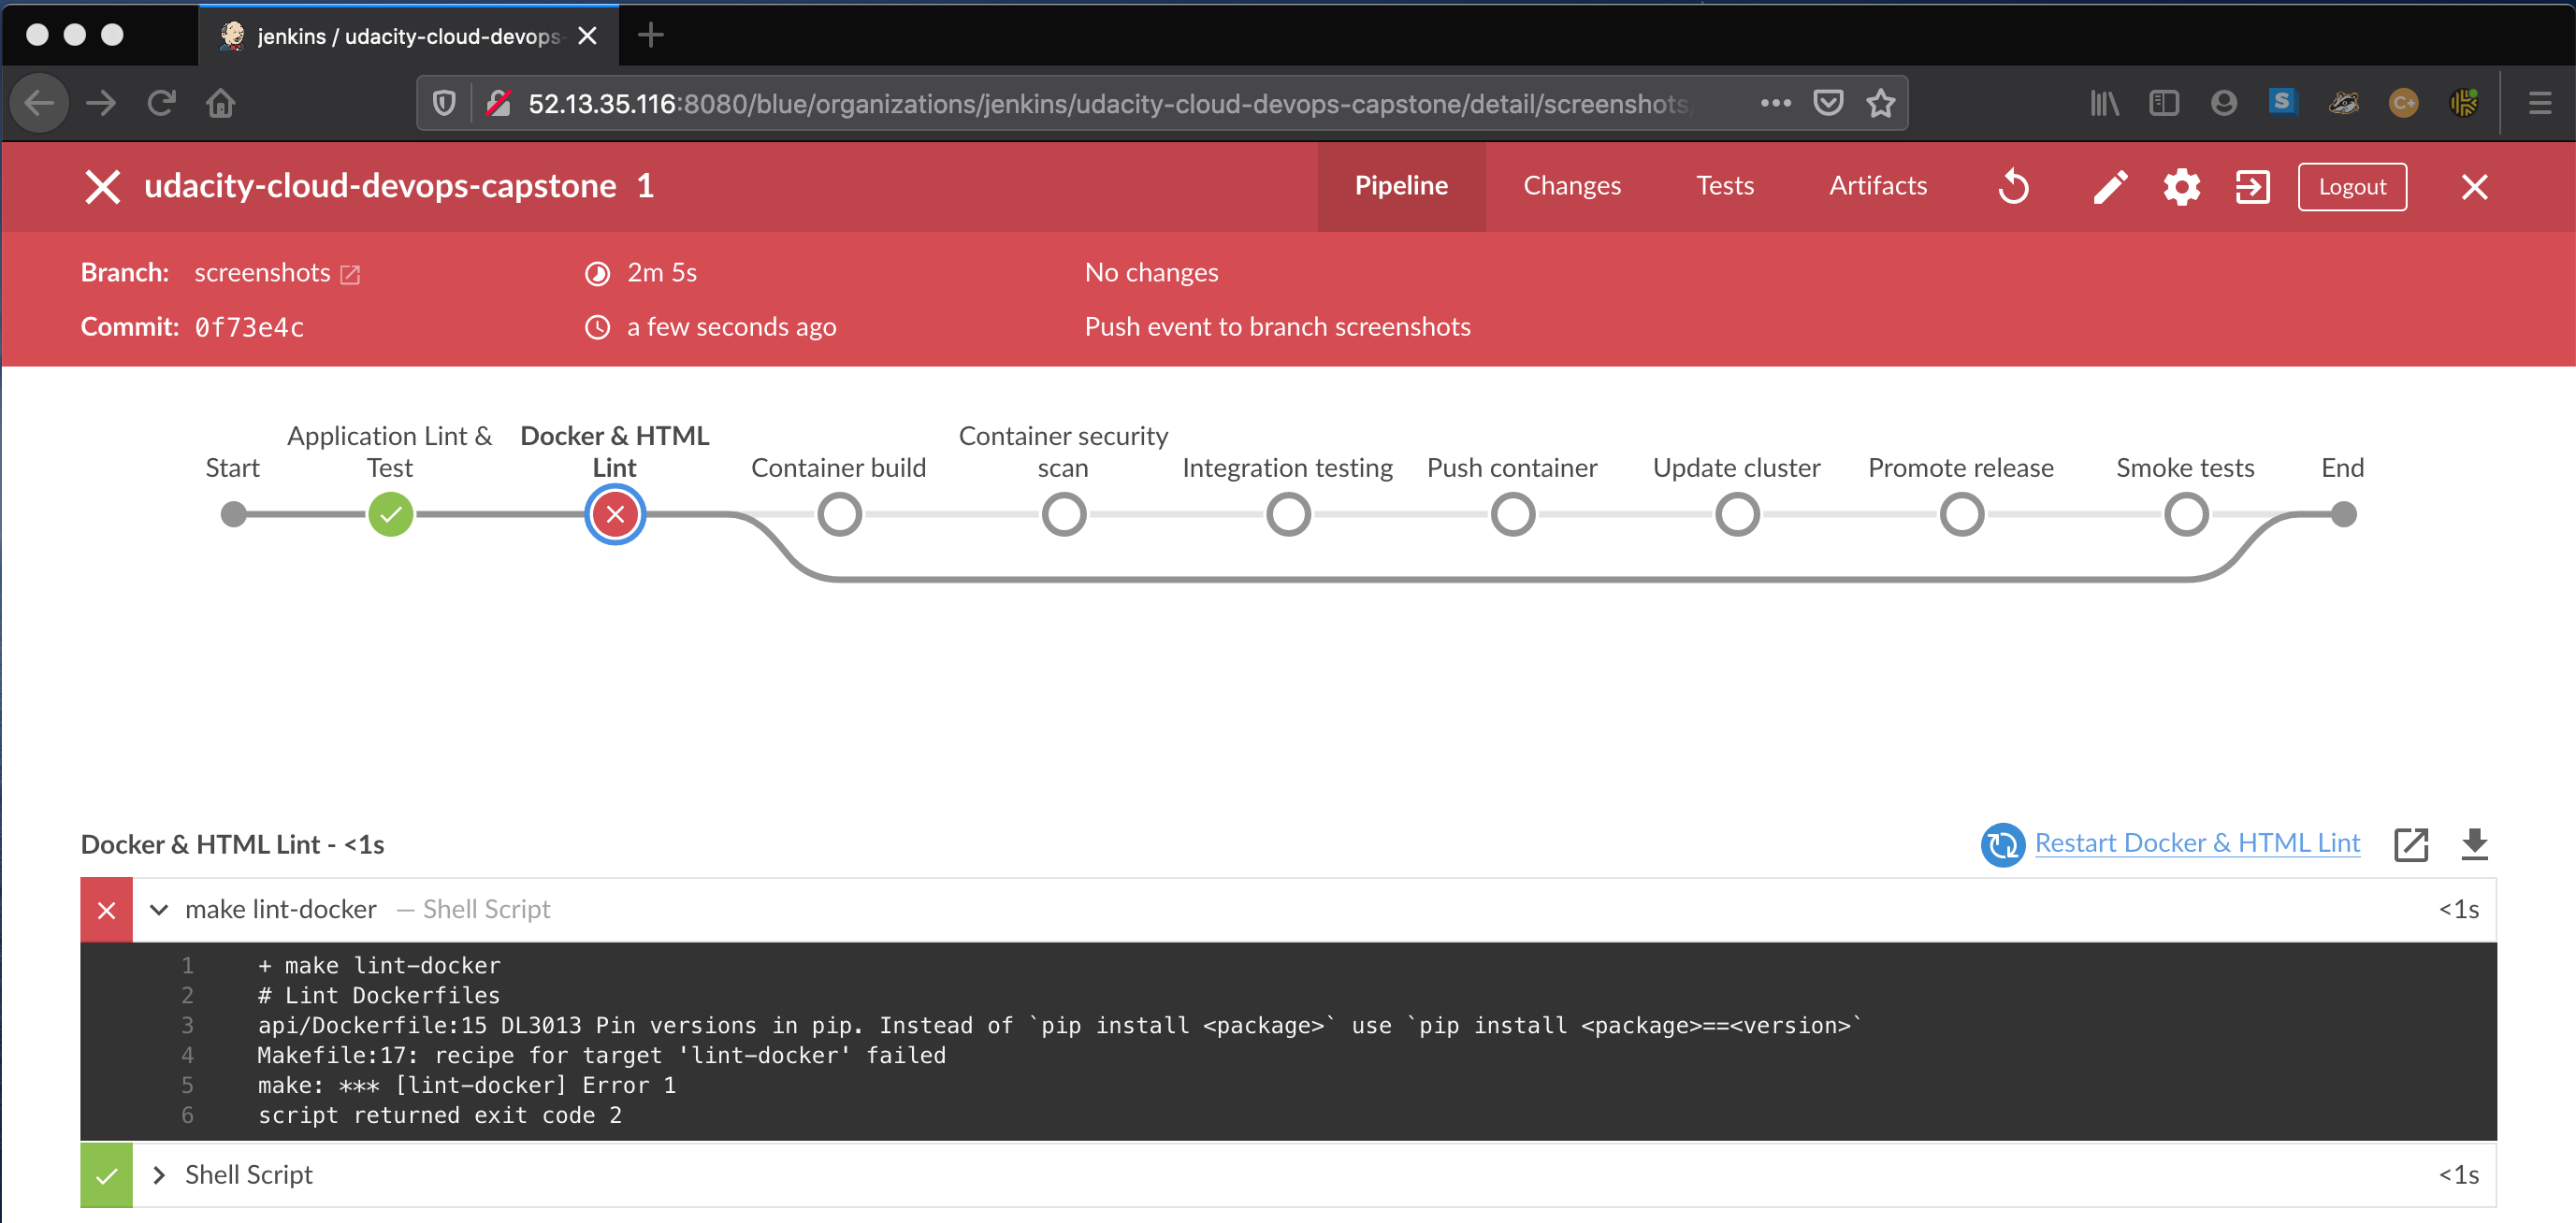 jenkins / udacity-cloud-devops-
52.13.35.116:8080/blue/organizations/jenkins/udacity-cloud-devops-capstone/detail/screenshots/
udacity-cloud-devops-capstone 1
Pipeline Changes Tests Artifacts Logout
Branch: screenshots 2m 5s No changes
Commit: 0f73e4c a few seconds ago Push event to branch screenshots
Application Lint & Docker & HTML Container security
Start Test Lint Container build scan Integration testing Push container Update cluster Promote release Smoke tests End
Docker & HTML Lint - <1s Restart Docker & HTML Lint
make lint-docker — Shell Script <1s
1 + make lint-docker
2 # Lint Dockerfiles
3 api/Dockerfile:15 DL3013 Pin versions in pip. Instead of `pip install <package>` use `pip install <package>==<version>`
4 Makefile:17: recipe for target 'lint-docker' failed
5 make: *** [lint-docker] Error 1
6 script returned exit code 2
Shell Script <1s